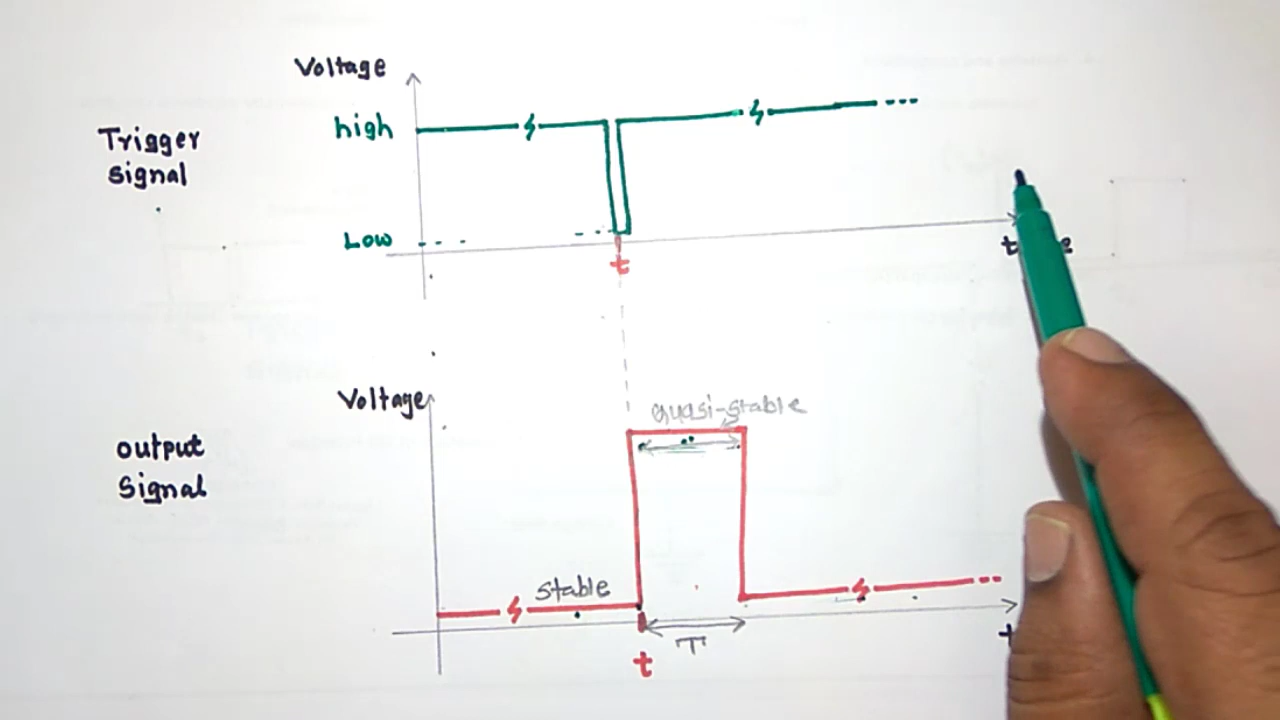 Voltage
high
Trigger
signal
Low
t
Voltage
quasi-stable
output
Signal
stable
T
t